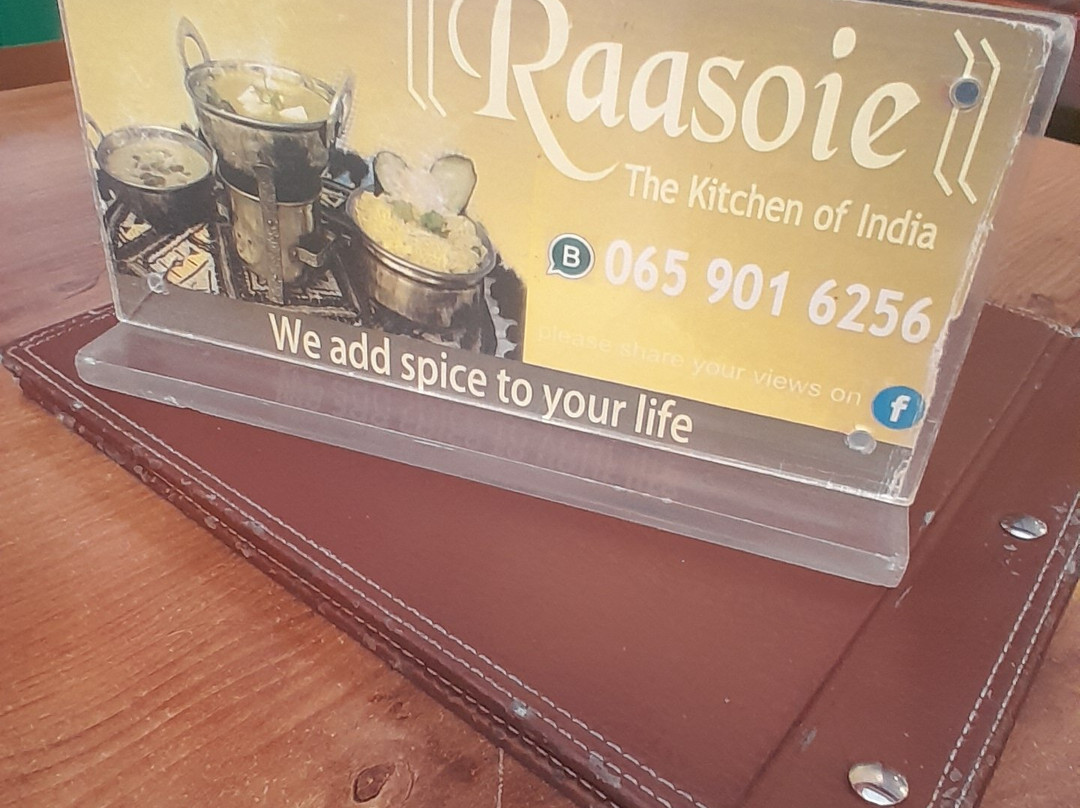 Raasoie
The Kitchen of India
B 065 901 6256
please share your views on f
We add spice to your life